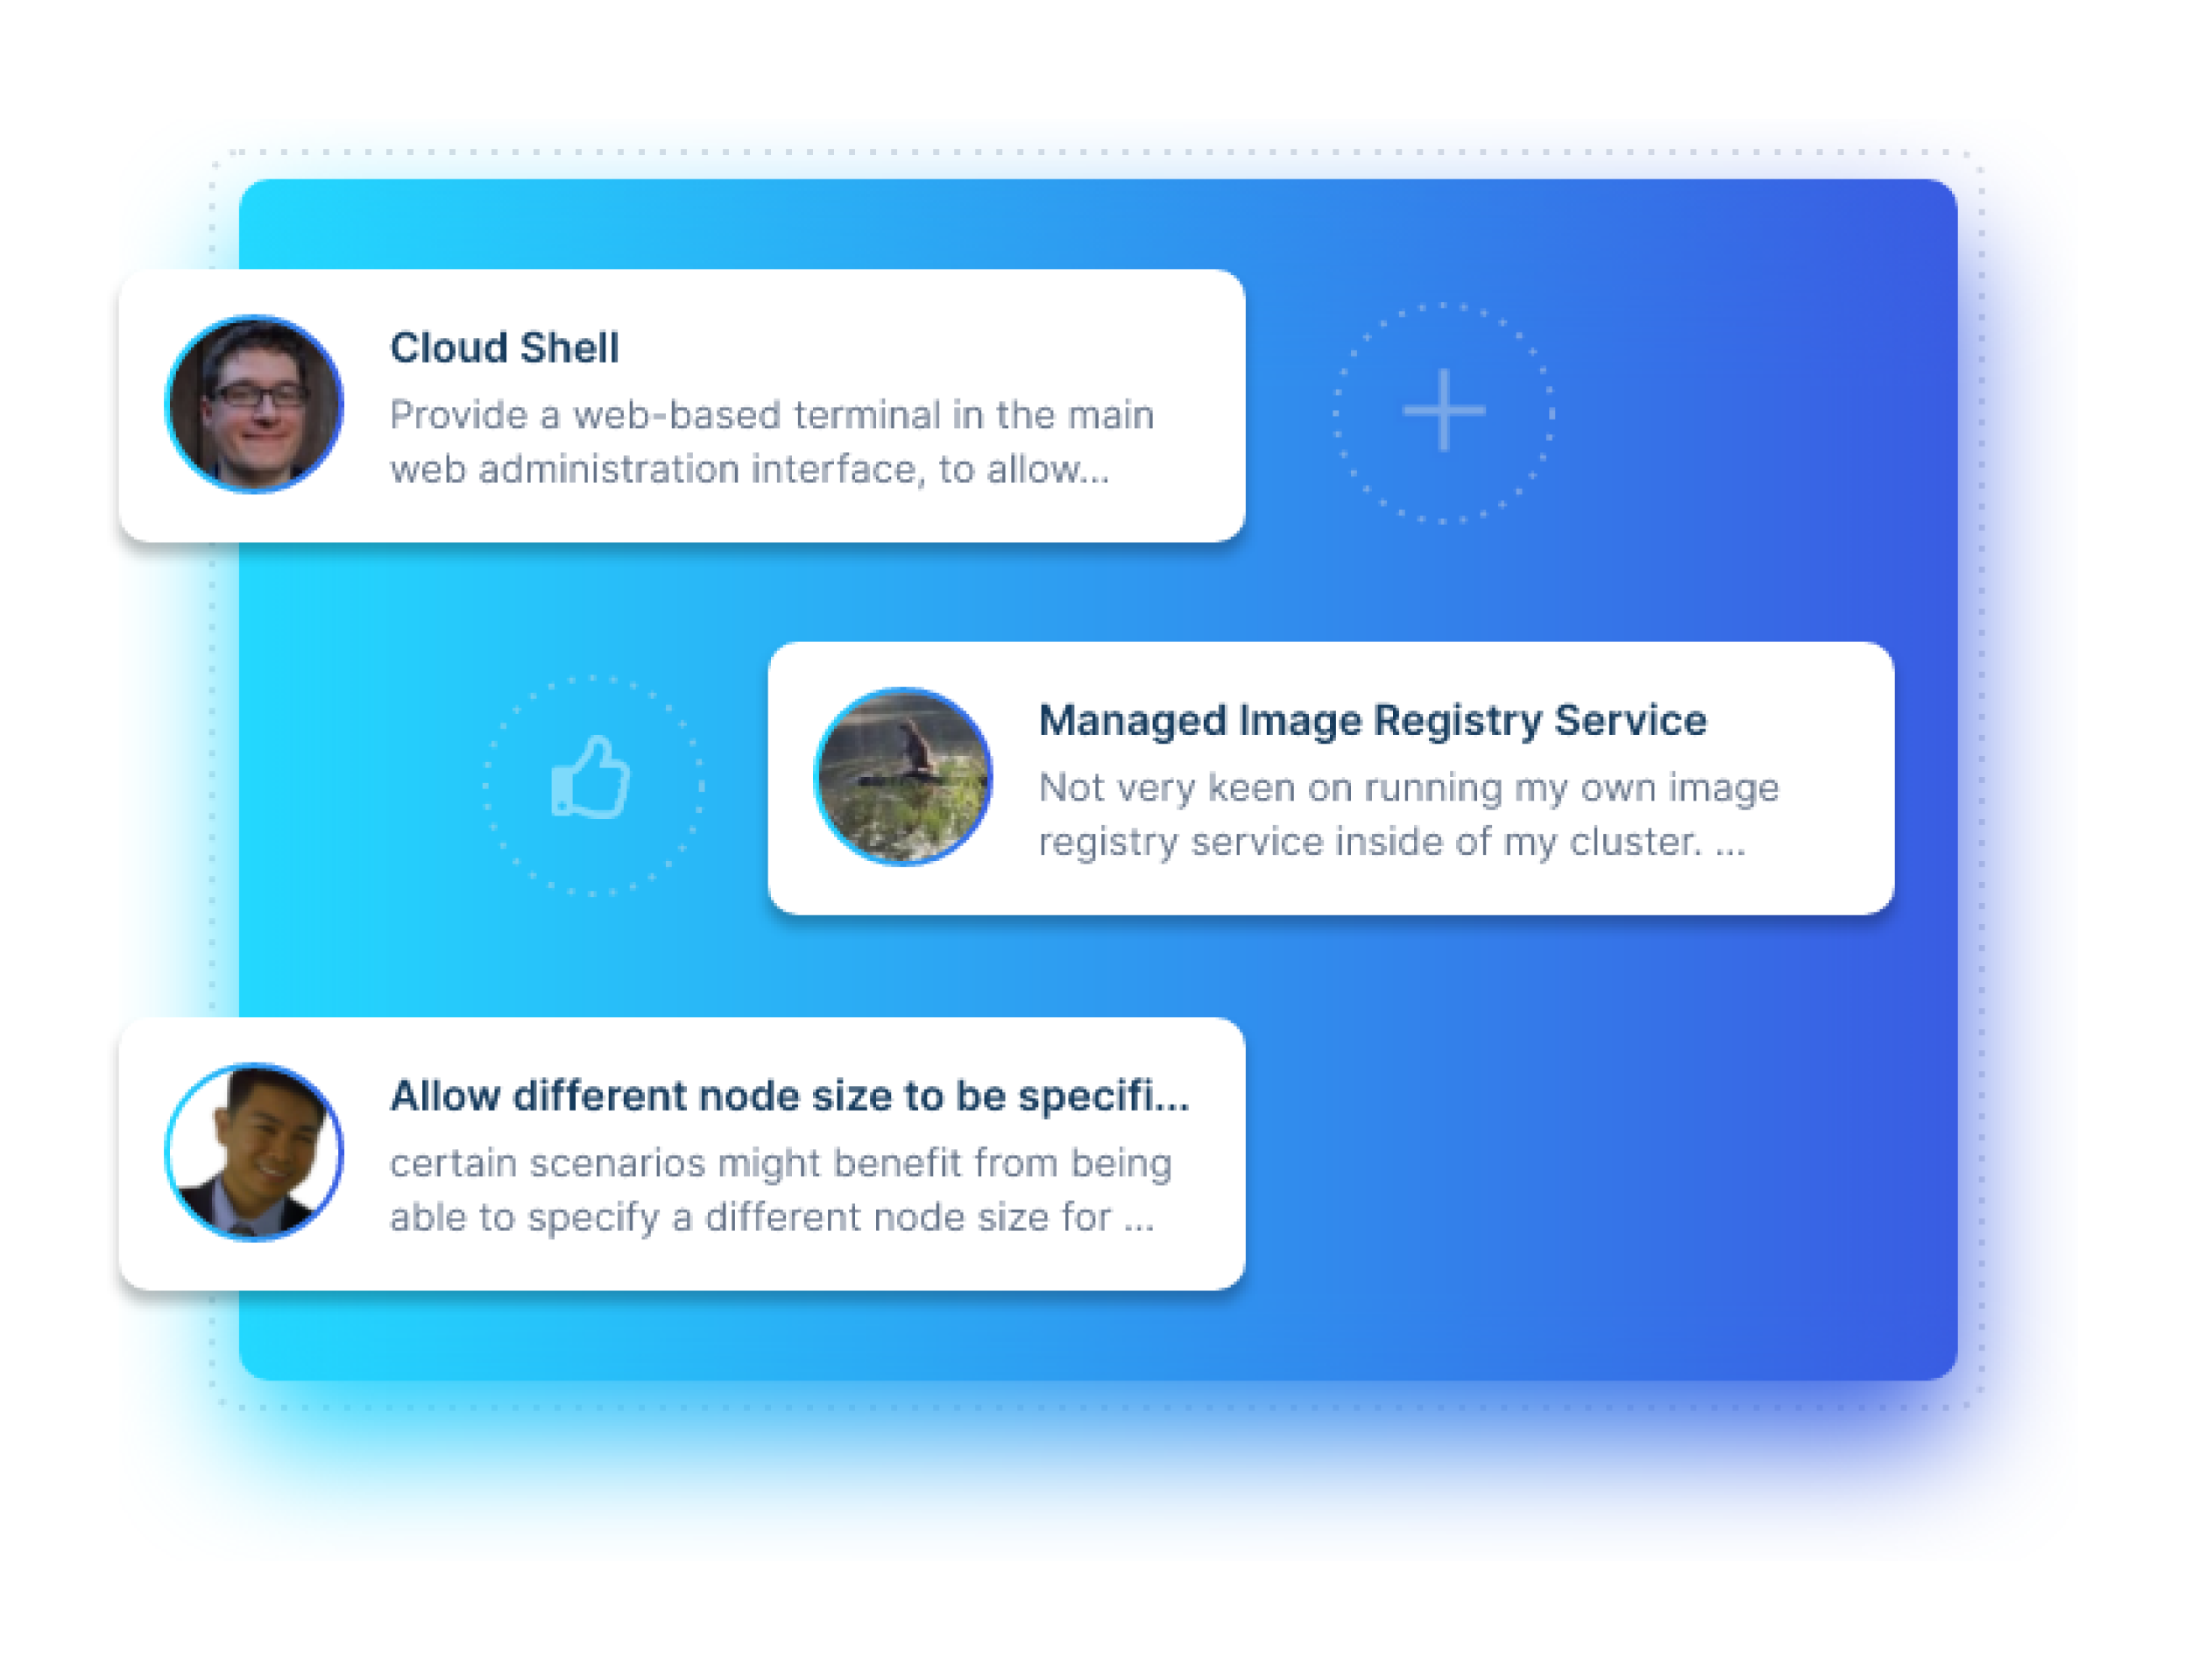 Cloud Shell
Provide a web-based terminal in the main
web administration interface, to allow...
Managed Image Registry Service
Not very keen on running my own image
registry service inside of my cluster. ...
Allow different node size to be specifi...
certain scenarios might benefit from being
able to specify a different node size for ...